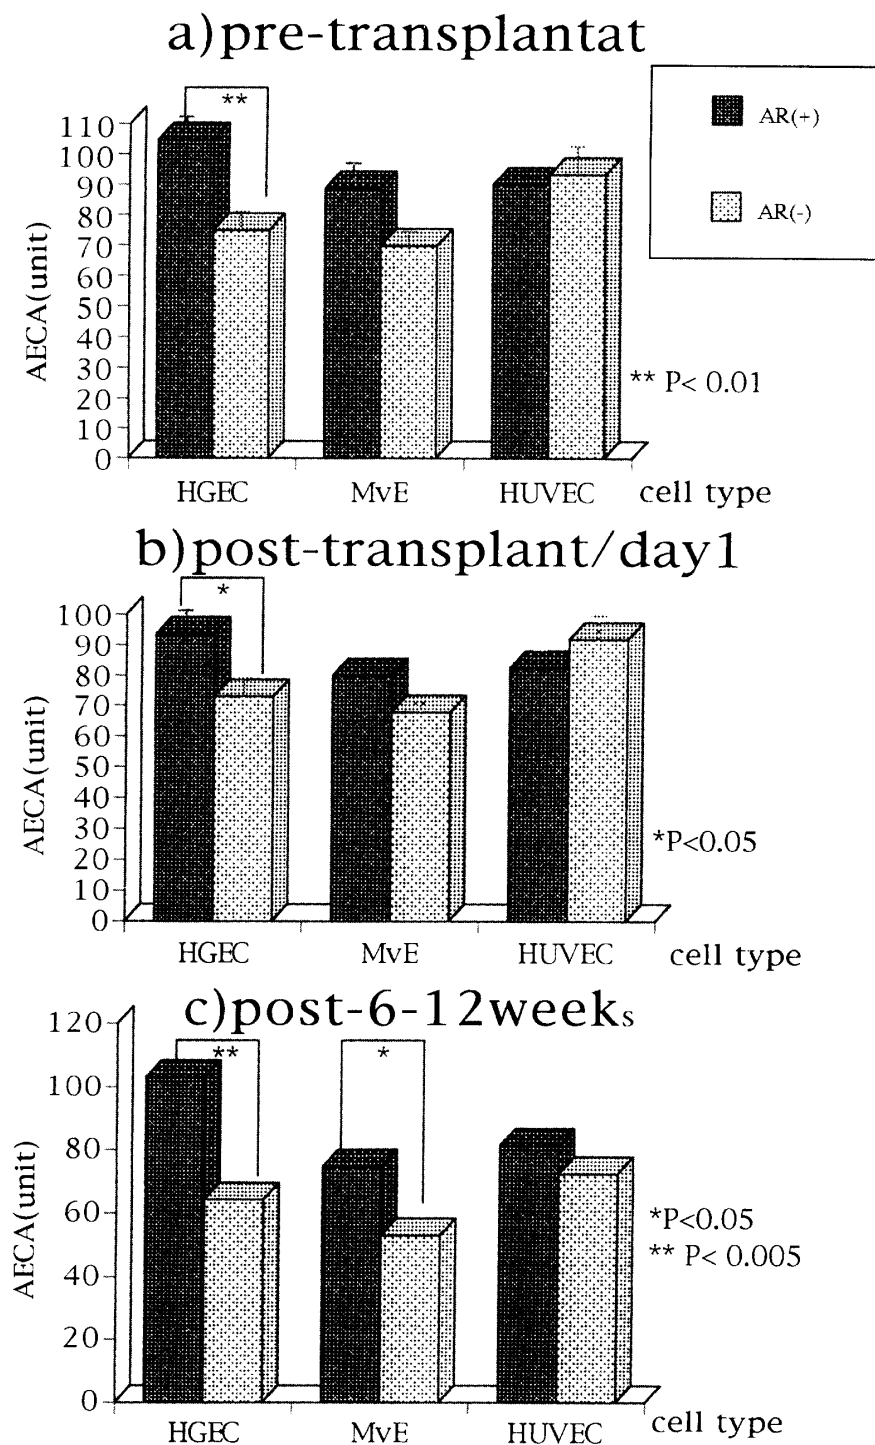 a)pre-transplantat
**
AR(+)
AR(-)
110
100
90
80
70
60
50
40
30
20
10
0
AECA(unit)
** P< 0.01
HGEC MvE HUVEC cell type
b)post-transplant/day1
*
100
90
80
70
60
50
40
30
20
10
0
AECA(unit)
*P<0.05
HGEC MvE HUVEC cell type
c)post-6-12weeks
** *
120
100
80
60
40
20
0
AECA(unit)
*P<0.05
** P< 0.005
HGEC MvE HUVEC cell type